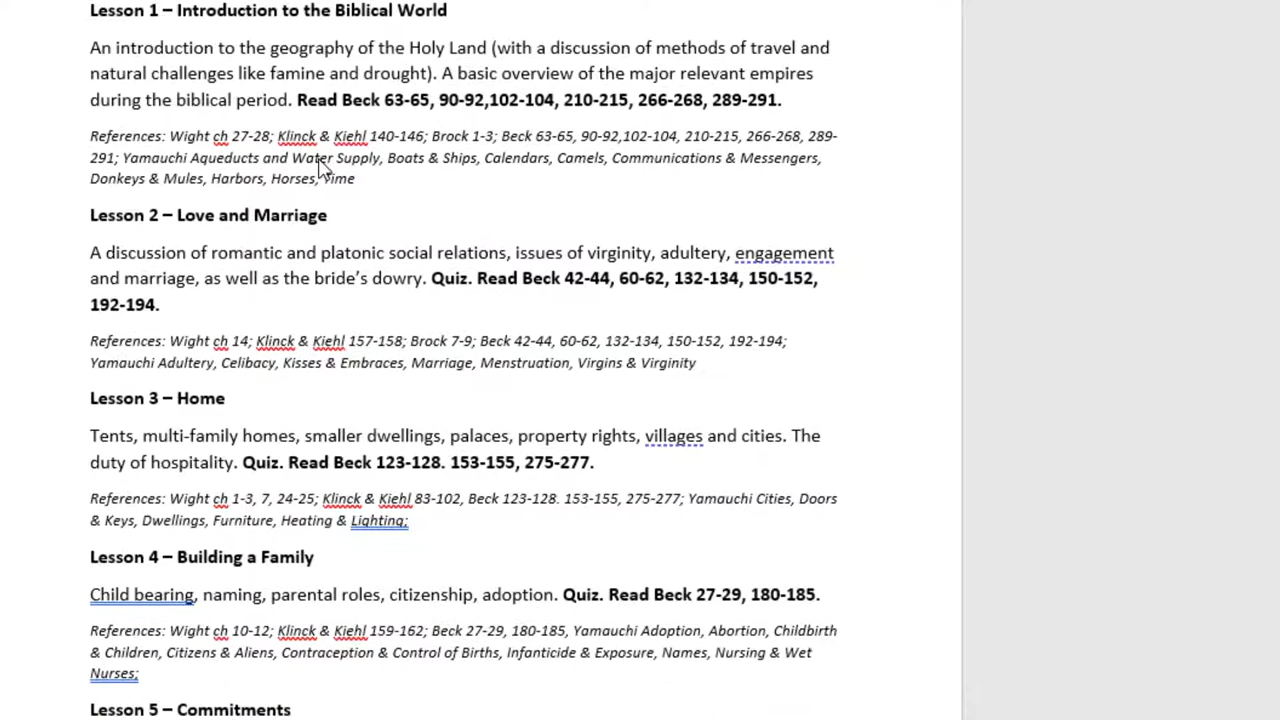 Lesson 1 – Introduction to the Biblical World
An introduction to the geography of the Holy Land (with a discussion of methods of travel and
natural challenges like famine and drought). A basic overview of the major relevant empires
during the biblical period. Read Beck 63-65, 90-92,102-104, 210-215, 266-268, 289-291.
References: Wight ch 27-28; Klinck & Kiehl 140-146; Brock 1-3; Beck 63-65, 90-92,102-104, 210-215, 266-268, 289-
291; Yamauchi Aqueducts and Water Supply, Boats & Ships, Calendars, Camels, Communications & Messengers,
Donkeys & Mules, Harbors, Horses, Time
Lesson 2 – Love and Marriage
A discussion of romantic and platonic social relations, issues of virginity, adultery, engagement
and marriage, as well as the bride’s dowry. Quiz. Read Beck 42-44, 60-62, 132-134, 150-152,
192-194.
References: Wight ch 14; Klinck & Kiehl 157-158; Brock 7-9; Beck 42-44, 60-62, 132-134, 150-152, 192-194;
Yamauchi Adultery, Celibacy, Kisses & Embraces, Marriage, Menstruation, Virgins & Virginity
Lesson 3 – Home
Tents, multi-family homes, smaller dwellings, palaces, property rights, villages and cities. The
duty of hospitality. Quiz. Read Beck 123-128. 153-155, 275-277.
References: Wight ch 1-3, 7, 24-25; Klinck & Kiehl 83-102, Beck 123-128. 153-155, 275-277; Yamauchi Cities, Doors
& Keys, Dwellings, Furniture, Heating & Lighting;
Lesson 4 – Building a Family
Child bearing, naming, parental roles, citizenship, adoption. Quiz. Read Beck 27-29, 180-185.
References: Wight ch 10-12; Klinck & Kiehl 159-162; Beck 27-29, 180-185, Yamauchi Adoption, Abortion, Childbirth
& Children, Citizens & Aliens, Contraception & Control of Births, Infanticide & Exposure, Names, Nursing & Wet
Nurses;
Lesson 5 – Commitments